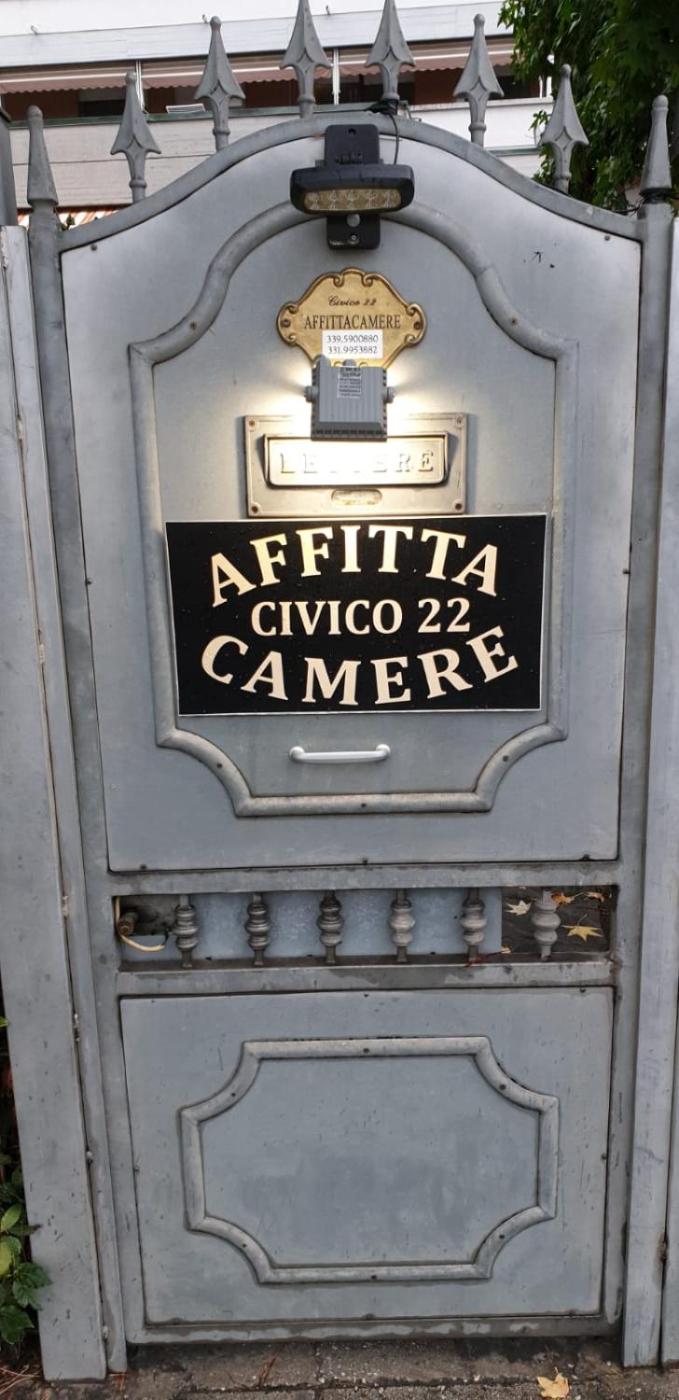 Civico 22
AFFITTACAMERE
339.5900880
331.9953882
LETTERE
AFFITTA
CIVICO 22
CAMERE